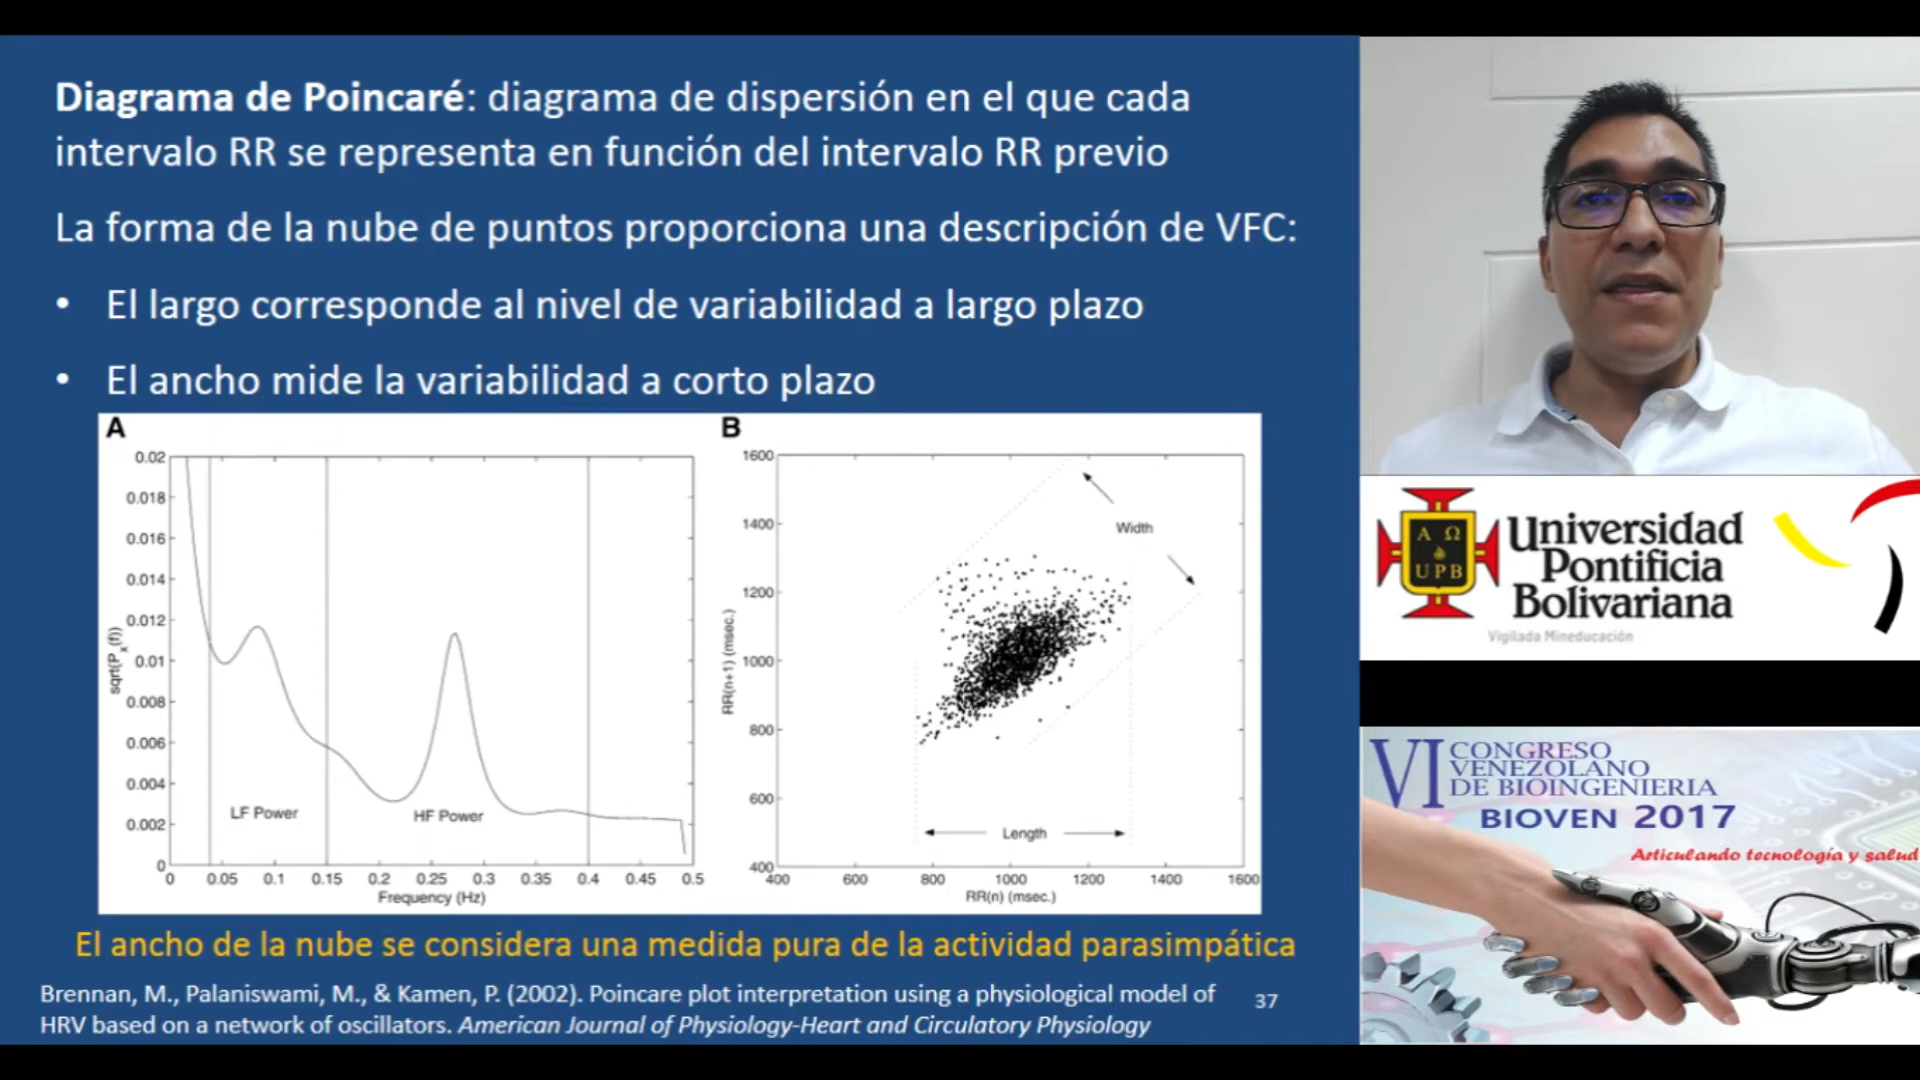 Diagrama de Poincaré: diagrama de dispersión en el que cada
intervalo RR se representa en función del intervalo RR previo
La forma de la nube de puntos proporciona una descripción de VFC:
• El largo corresponde al nivel de variabilidad a largo plazo
• El ancho mide la variabilidad a corto plazo
A
0.02
0.018
0.016
0.014
0.012
0.01
0.008
0.006
0.004
0.002
0
sqrt(Px(f))
LF Power
HF Power
0 0.05 0.1 0.15 0.2 0.25 0.3 0.35 0.4 0.45 0.5
Frequency (Hz)
B
1600
1400
1200
1000
800
600
400
RR(n+1) (msec.)
Width
Length
400 600 800 1000 1200 1400 1600
RR(n) (msec.)
El ancho de la nube se considera una medida pura de la actividad parasimpática
Brennan, M., Palaniswami, M., & Kamen, P. (2002). Poincare plot interpretation using a physiological model of
HRV based on a network of oscillators. American Journal of Physiology-Heart and Circulatory Physiology
37
Α Ω
UPB
Universidad
Pontificia
Bolivariana
Vigilada Mineducación
VI CONGRESO
VENEZOLANO
DE BIOINGENIERIA
BIOVEN 2017
Articulando tecnología y salud